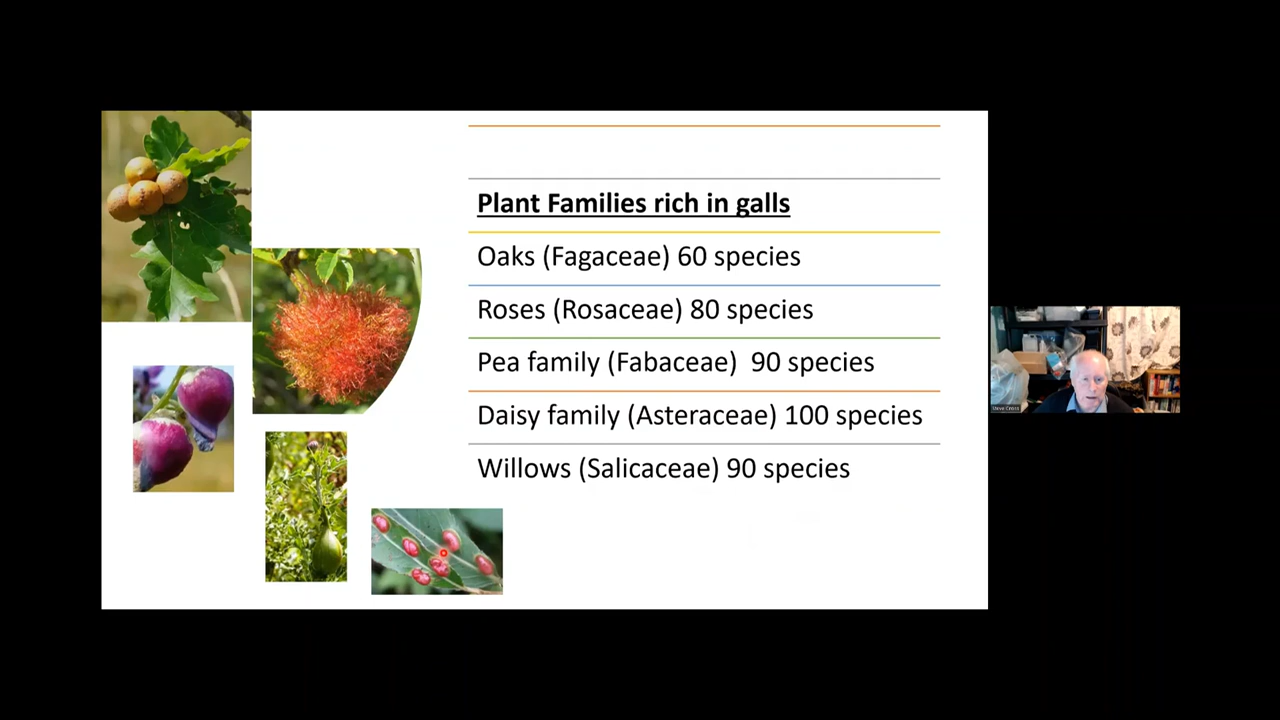 Plant Families rich in galls
Oaks (Fagaceae) 60 species
Roses (Rosaceae) 80 species
Pea family (Fabaceae)  90 species
Daisy family (Asteraceae) 100 species
Willows (Salicaceae) 90 species